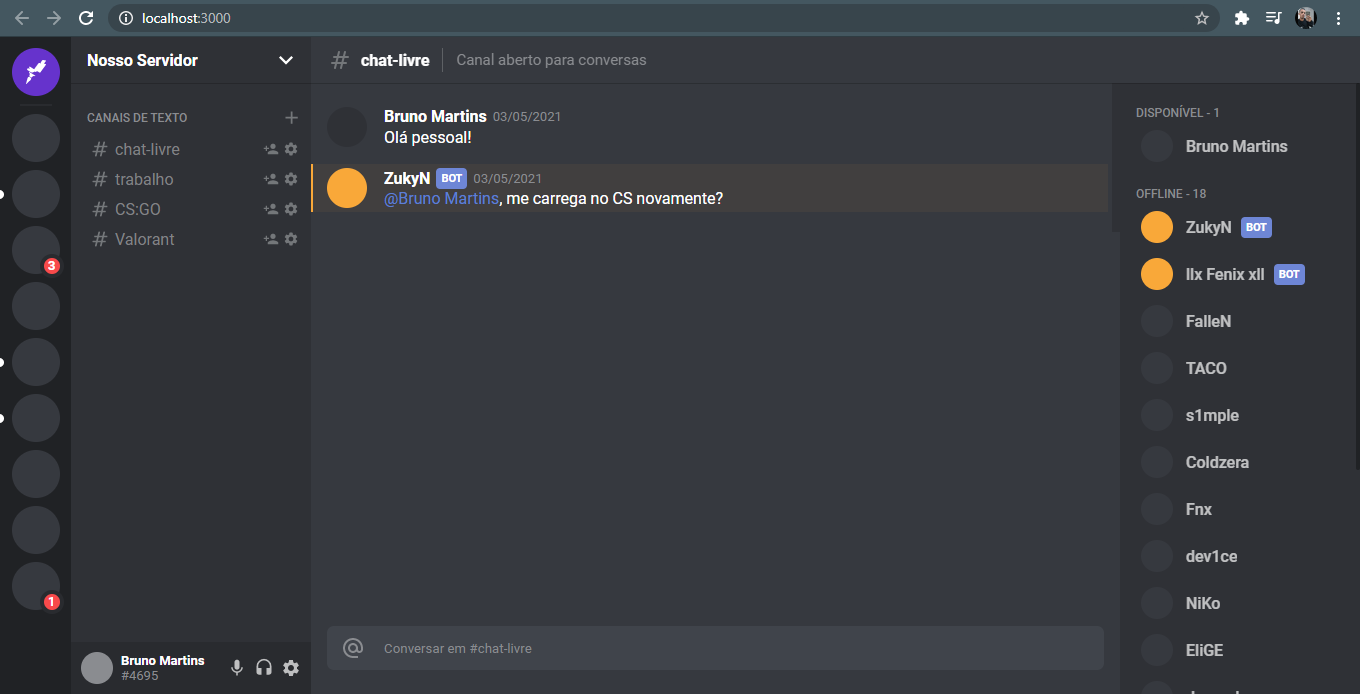 localhost:3000
Nosso Servidor
# chat-livre
Canal aberto para conversas
CANAIS DE TEXTO
# chat-livre
# trabalho
# CS:GO
# Valorant
3
1
Bruno Martins 03/05/2021
Olá pessoal!
ZukyN BOT 03/05/2021
@Bruno Martins, me carrega no CS novamente?
@ Conversar em #chat-livre
Bruno Martins
#4695
DISPONÍVEL - 1
Bruno Martins
OFFLINE - 18
ZukyN BOT
llx Fenix xll BOT
FalleN
TACO
s1mple
Coldzera
Fnx
dev1ce
NiKo
EliGE